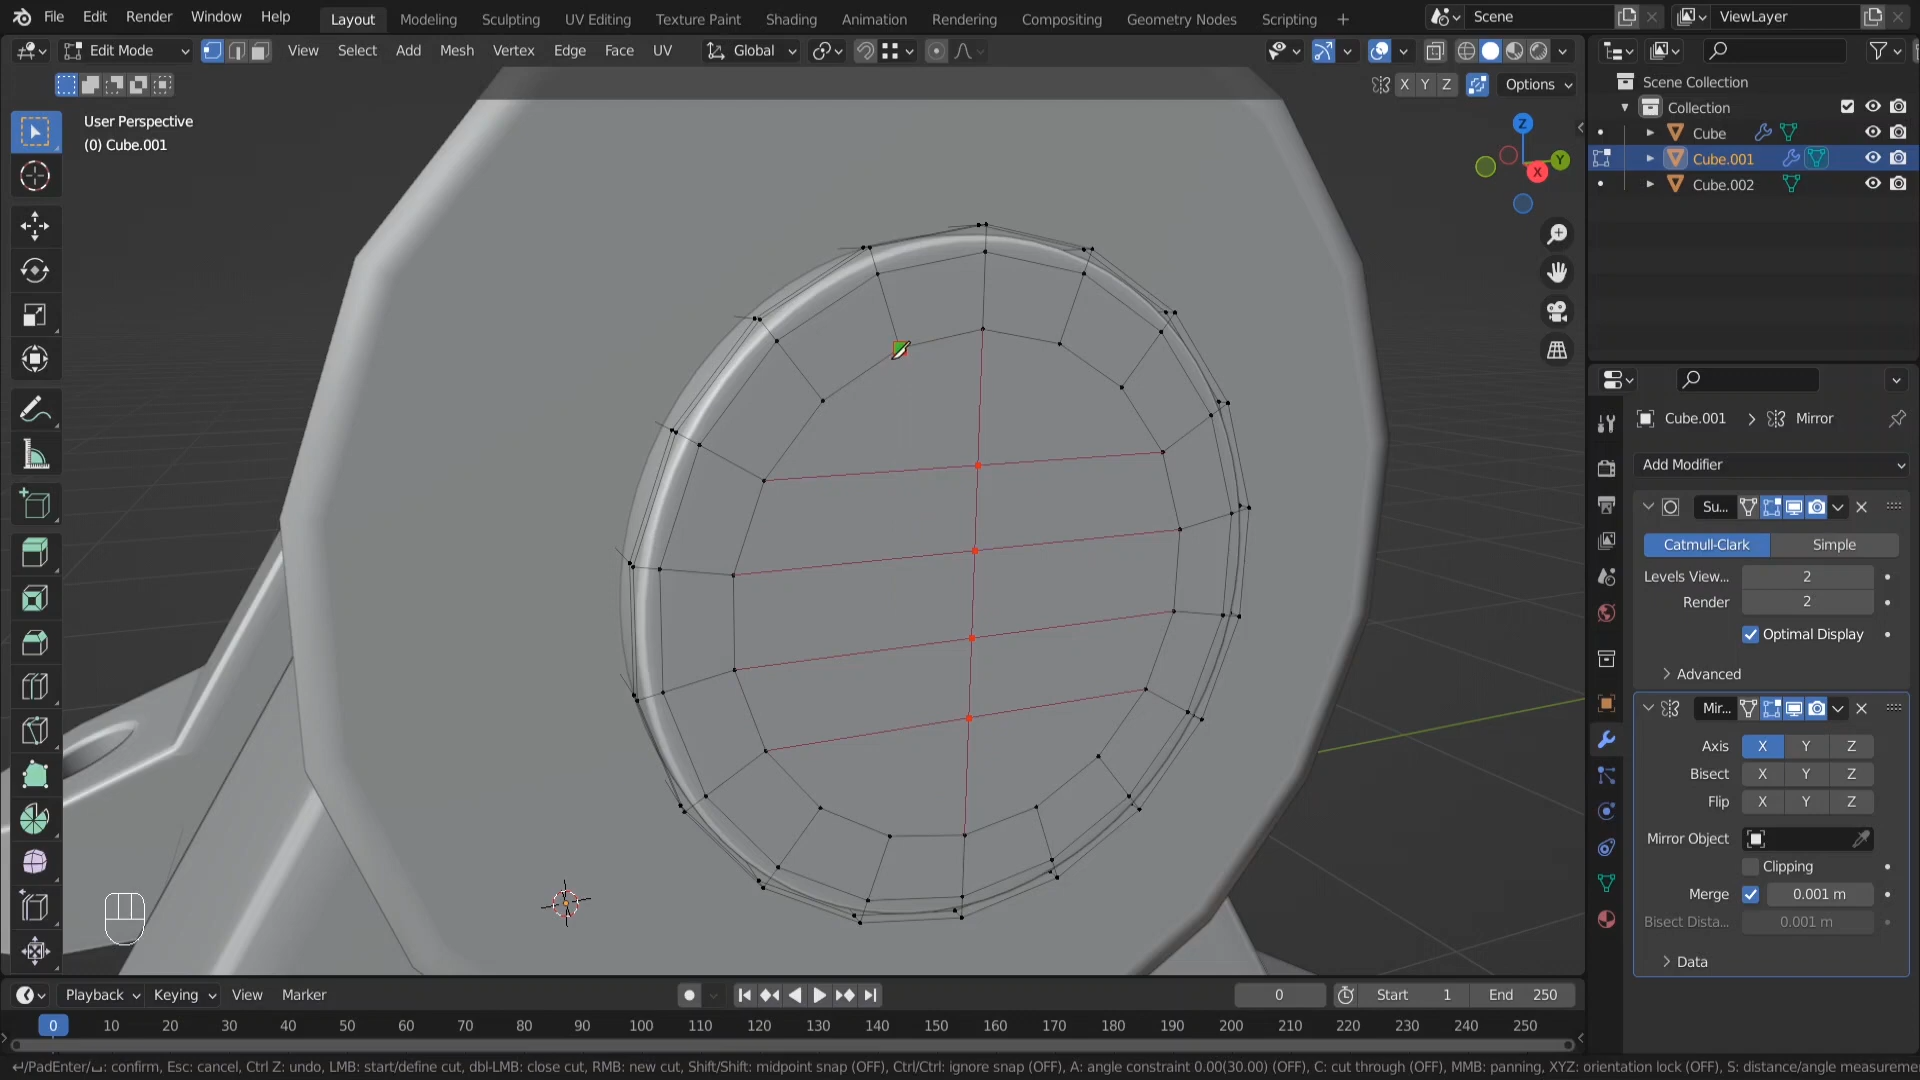 File Edit Render Window Help Layout Modeling Sculpting UV Editing Texture Paint Shading Animation Rendering Compositing Geometry Nodes Scripting + Scene ViewLayer
Edit Mode View Select Add Mesh Vertex Edge Face UV Global
X Y Z Options
User Perspective
(0) Cube.001
Z
Y
X
Scene Collection
Collection
Cube
Cube.001
Cube.002
Cube.001 > Mirror
Add Modifier
Su...
Catmull-Clark Simple
Levels View... 2
Render 2
Optimal Display
Advanced
Mir...
Axis X Y Z
Bisect X Y Z
Flip X Y Z
Mirror Object
Clipping
Merge 0.001 m
Bisect Dista... 0.001 m
Data
Playback Keying View Marker 0 Start 1 End 250
0 10 20 30 40 50 60 70 80 90 100 110 120 130 140 150 160 170 180 190 200 210 220 230 240 250
↵/PadEnter/␣: confirm, Esc: cancel, Ctrl Z: undo, LMB: start/define cut, dbl-LMB: close cut, RMB: new cut, Shift/Shift: midpoint snap (OFF), Ctrl/Ctrl: ignore snap (OFF), A: angle constraint 0.00(30.00) (OFF), C: cut through (OFF), MMB: panning, XYZ: orientation lock (OFF), S: distance/angle measureme